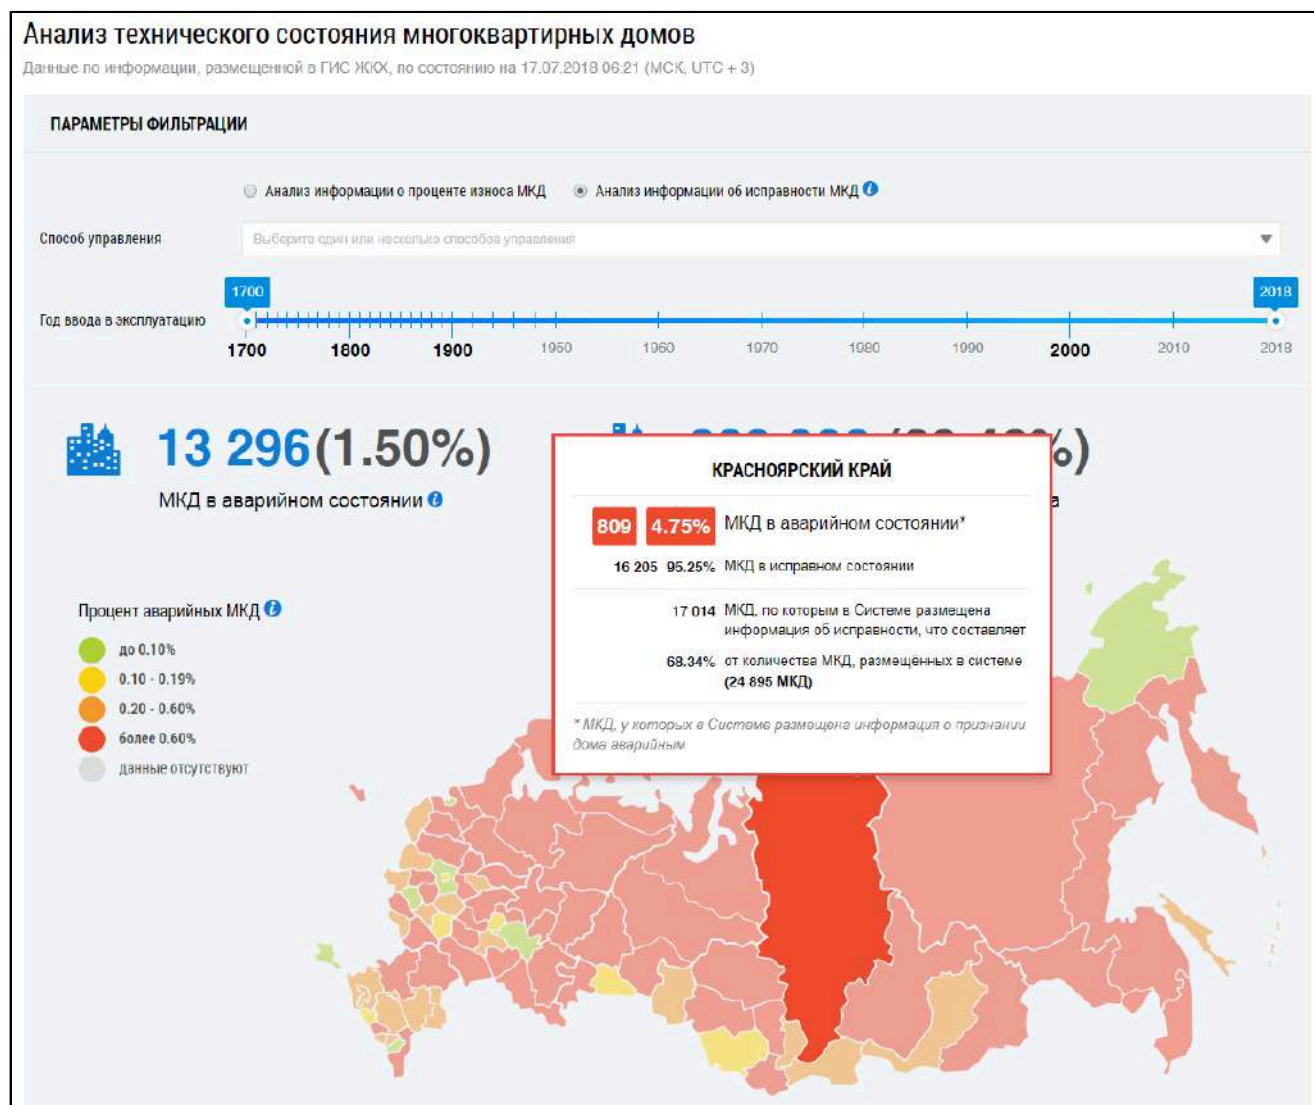 Анализ технического состояния многоквартирных домов
Данные по информации, размещенной в ГИС ЖКХ, по состоянию на 17.07.2018 06:21 (МСК, UTC + 3)
ПАРАМЕТРЫ ФИЛЬТРАЦИИ
Анализ информации о проценте износа МКД Анализ информации об исправности МКД
Способ управления Выберите один или несколько способов управления
1700 2018
Год ввода в эксплуатацию
1700 1800 1900 1950 1960 1970 1980 1990 2000 2010 2018
13 296 (1.50%)
МКД в аварийном состоянии
КРАСНОЯРСКИЙ КРАЙ
809 4.75% МКД в аварийном состоянии*
16 205 95.25% МКД в исправном состоянии
17 014 МКД, по которым в Системе размещена
информация об исправности, что составляет
68.34% от количества МКД, размещённых в системе
(24 895 МКД)
* МКД, у которых в Системе размещена информация о признании
дома аварийным
Процент аварийных МКД
до 0.10%
0.10 - 0.19%
0.20 - 0.60%
более 0.60%
данные отсутствуют